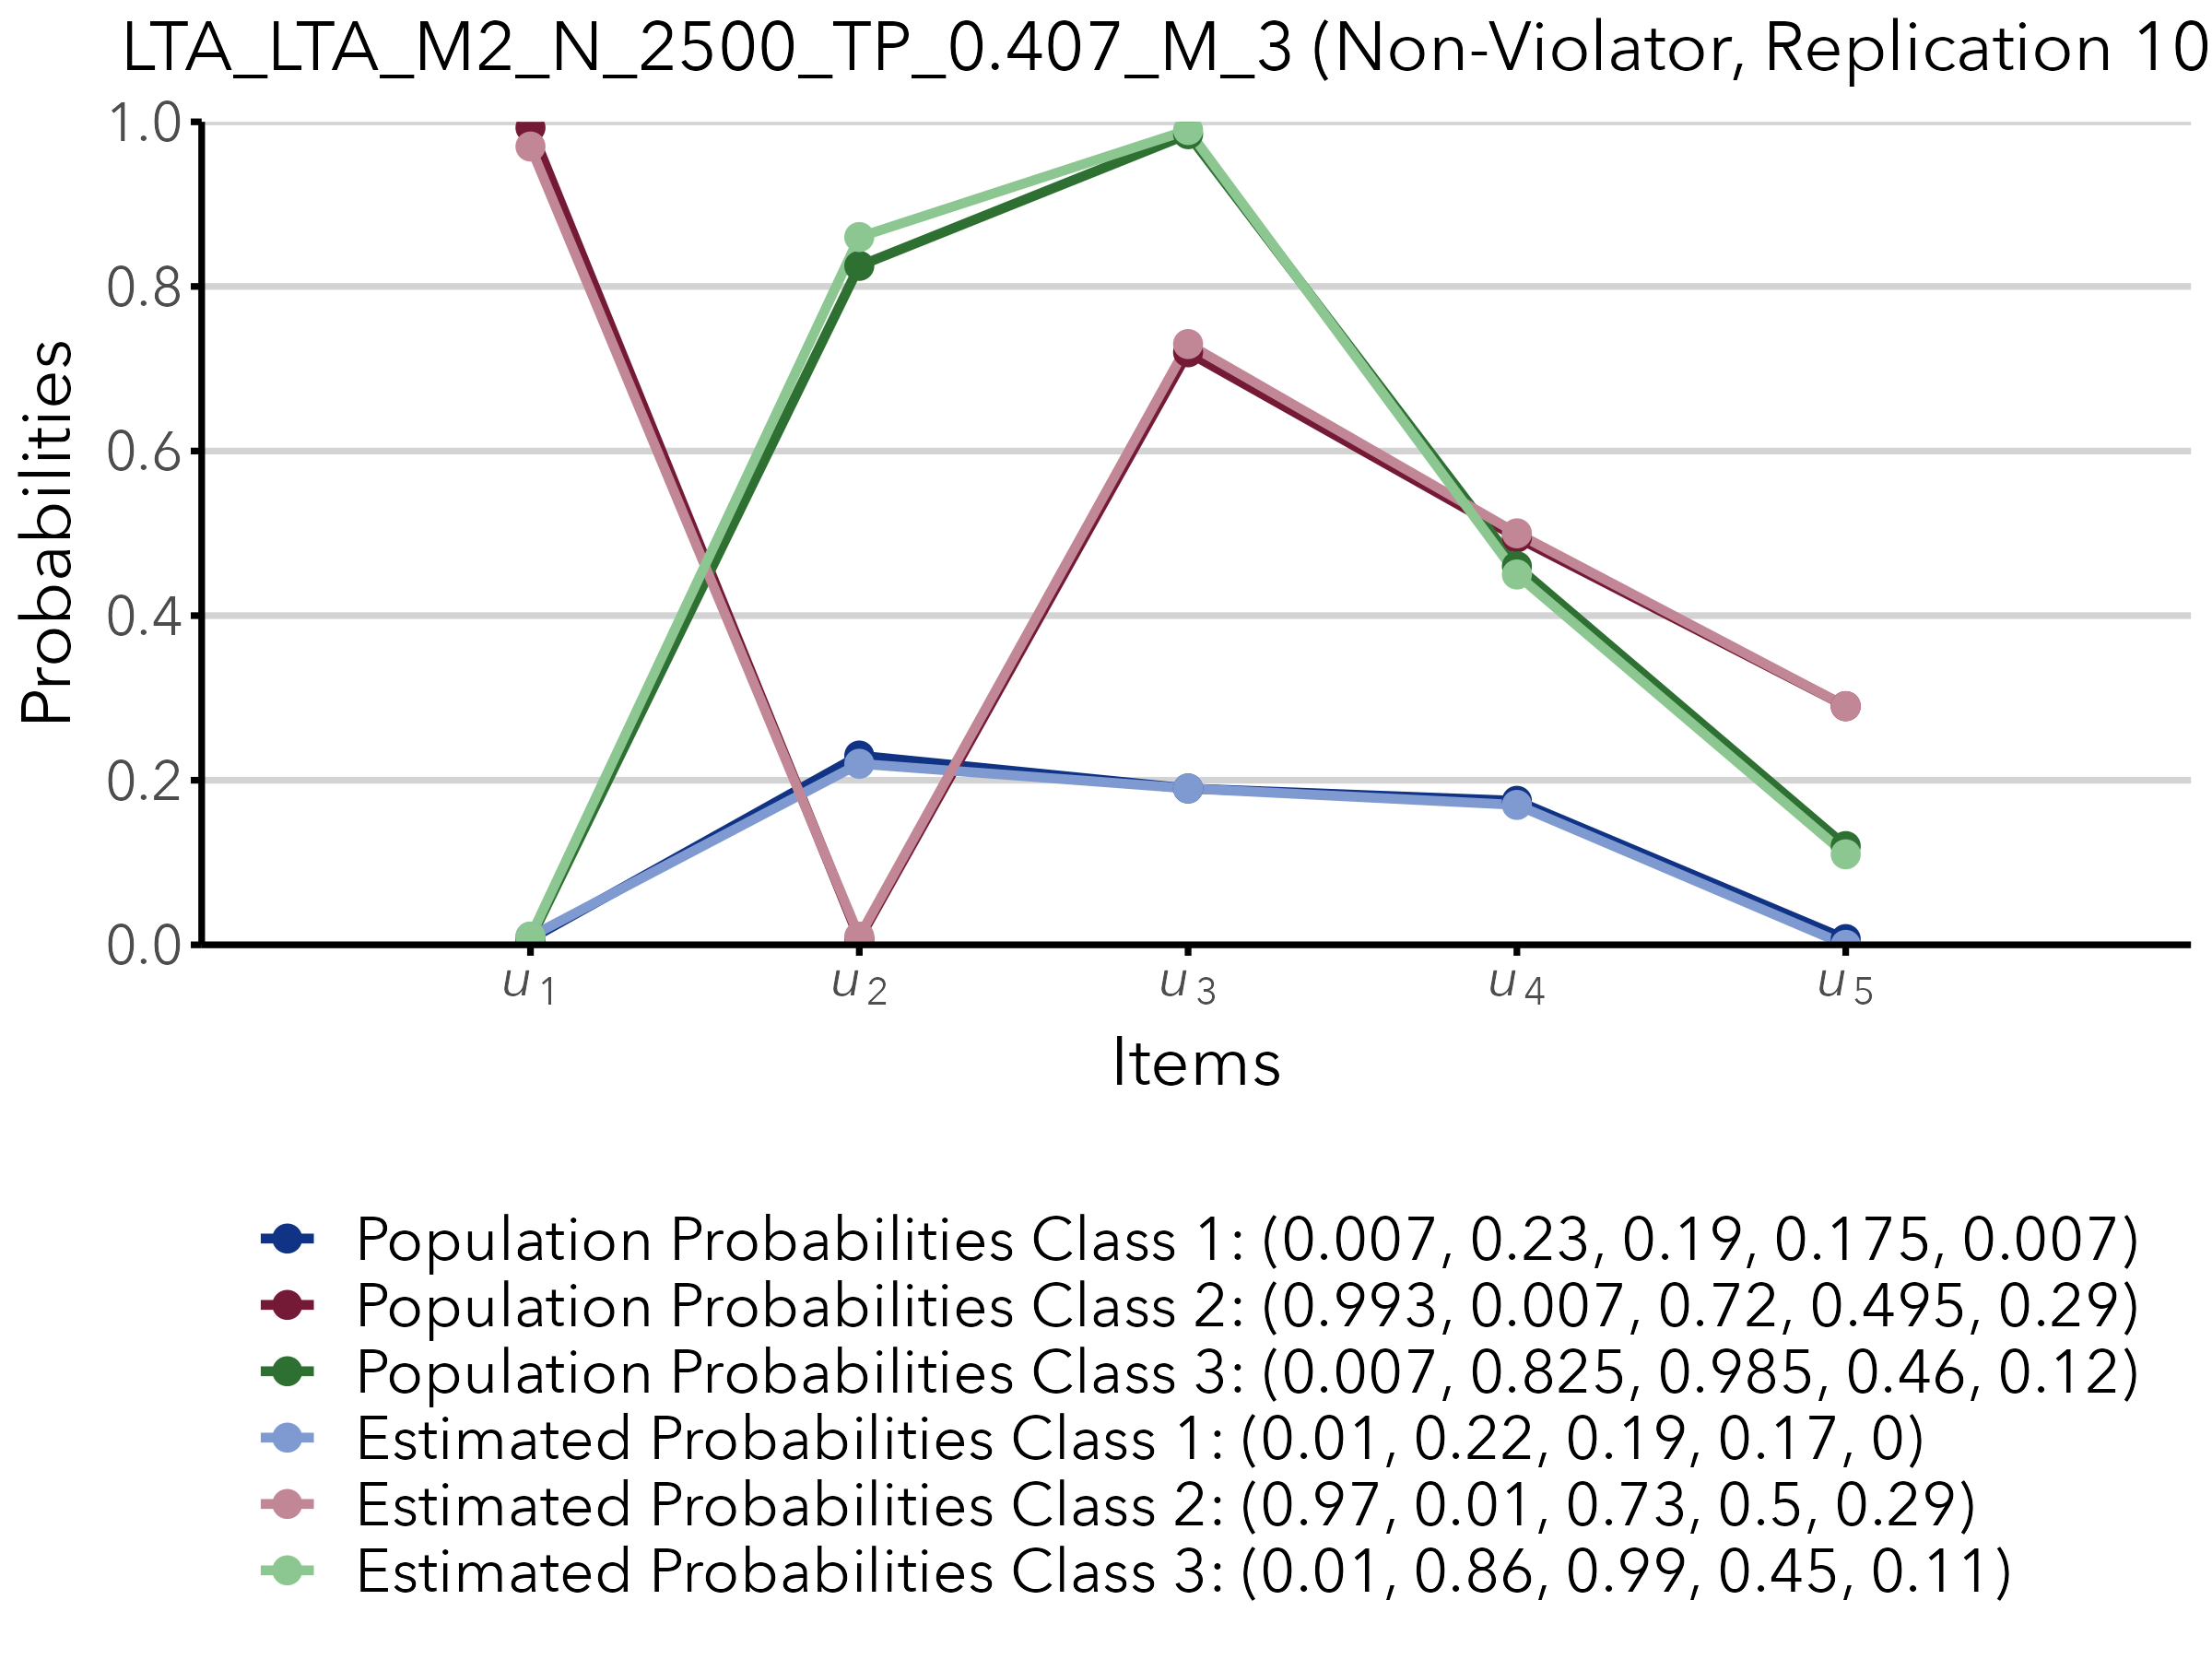 LTA_LTA_M2_N_2500_TP_0.407_M_3 (Non-Violator, Replication 10
1.0
0.8
0.6
0.4
0.2
0.0
Probabilities
u1 u2 u3 u4 u5
Items
Population Probabilities Class 1: (0.007, 0.23, 0.19, 0.175, 0.007)
Population Probabilities Class 2: (0.993, 0.007, 0.72, 0.495, 0.29)
Population Probabilities Class 3: (0.007, 0.825, 0.985, 0.46, 0.12)
Estimated Probabilities Class 1: (0.01, 0.22, 0.19, 0.17, 0)
Estimated Probabilities Class 2: (0.97, 0.01, 0.73, 0.5, 0.29)
Estimated Probabilities Class 3: (0.01, 0.86, 0.99, 0.45, 0.11)